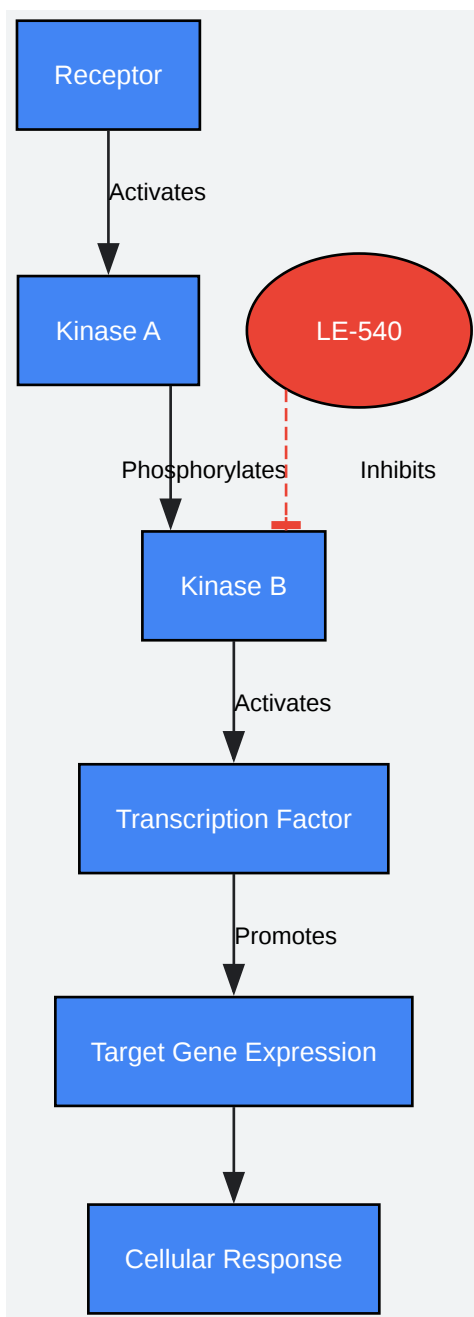 Receptor
Activates
Kinase A
LE-540
Phosphorylates
Inhibits
Kinase B
Activates
Transcription Factor
Promotes
Target Gene Expression
Cellular Response